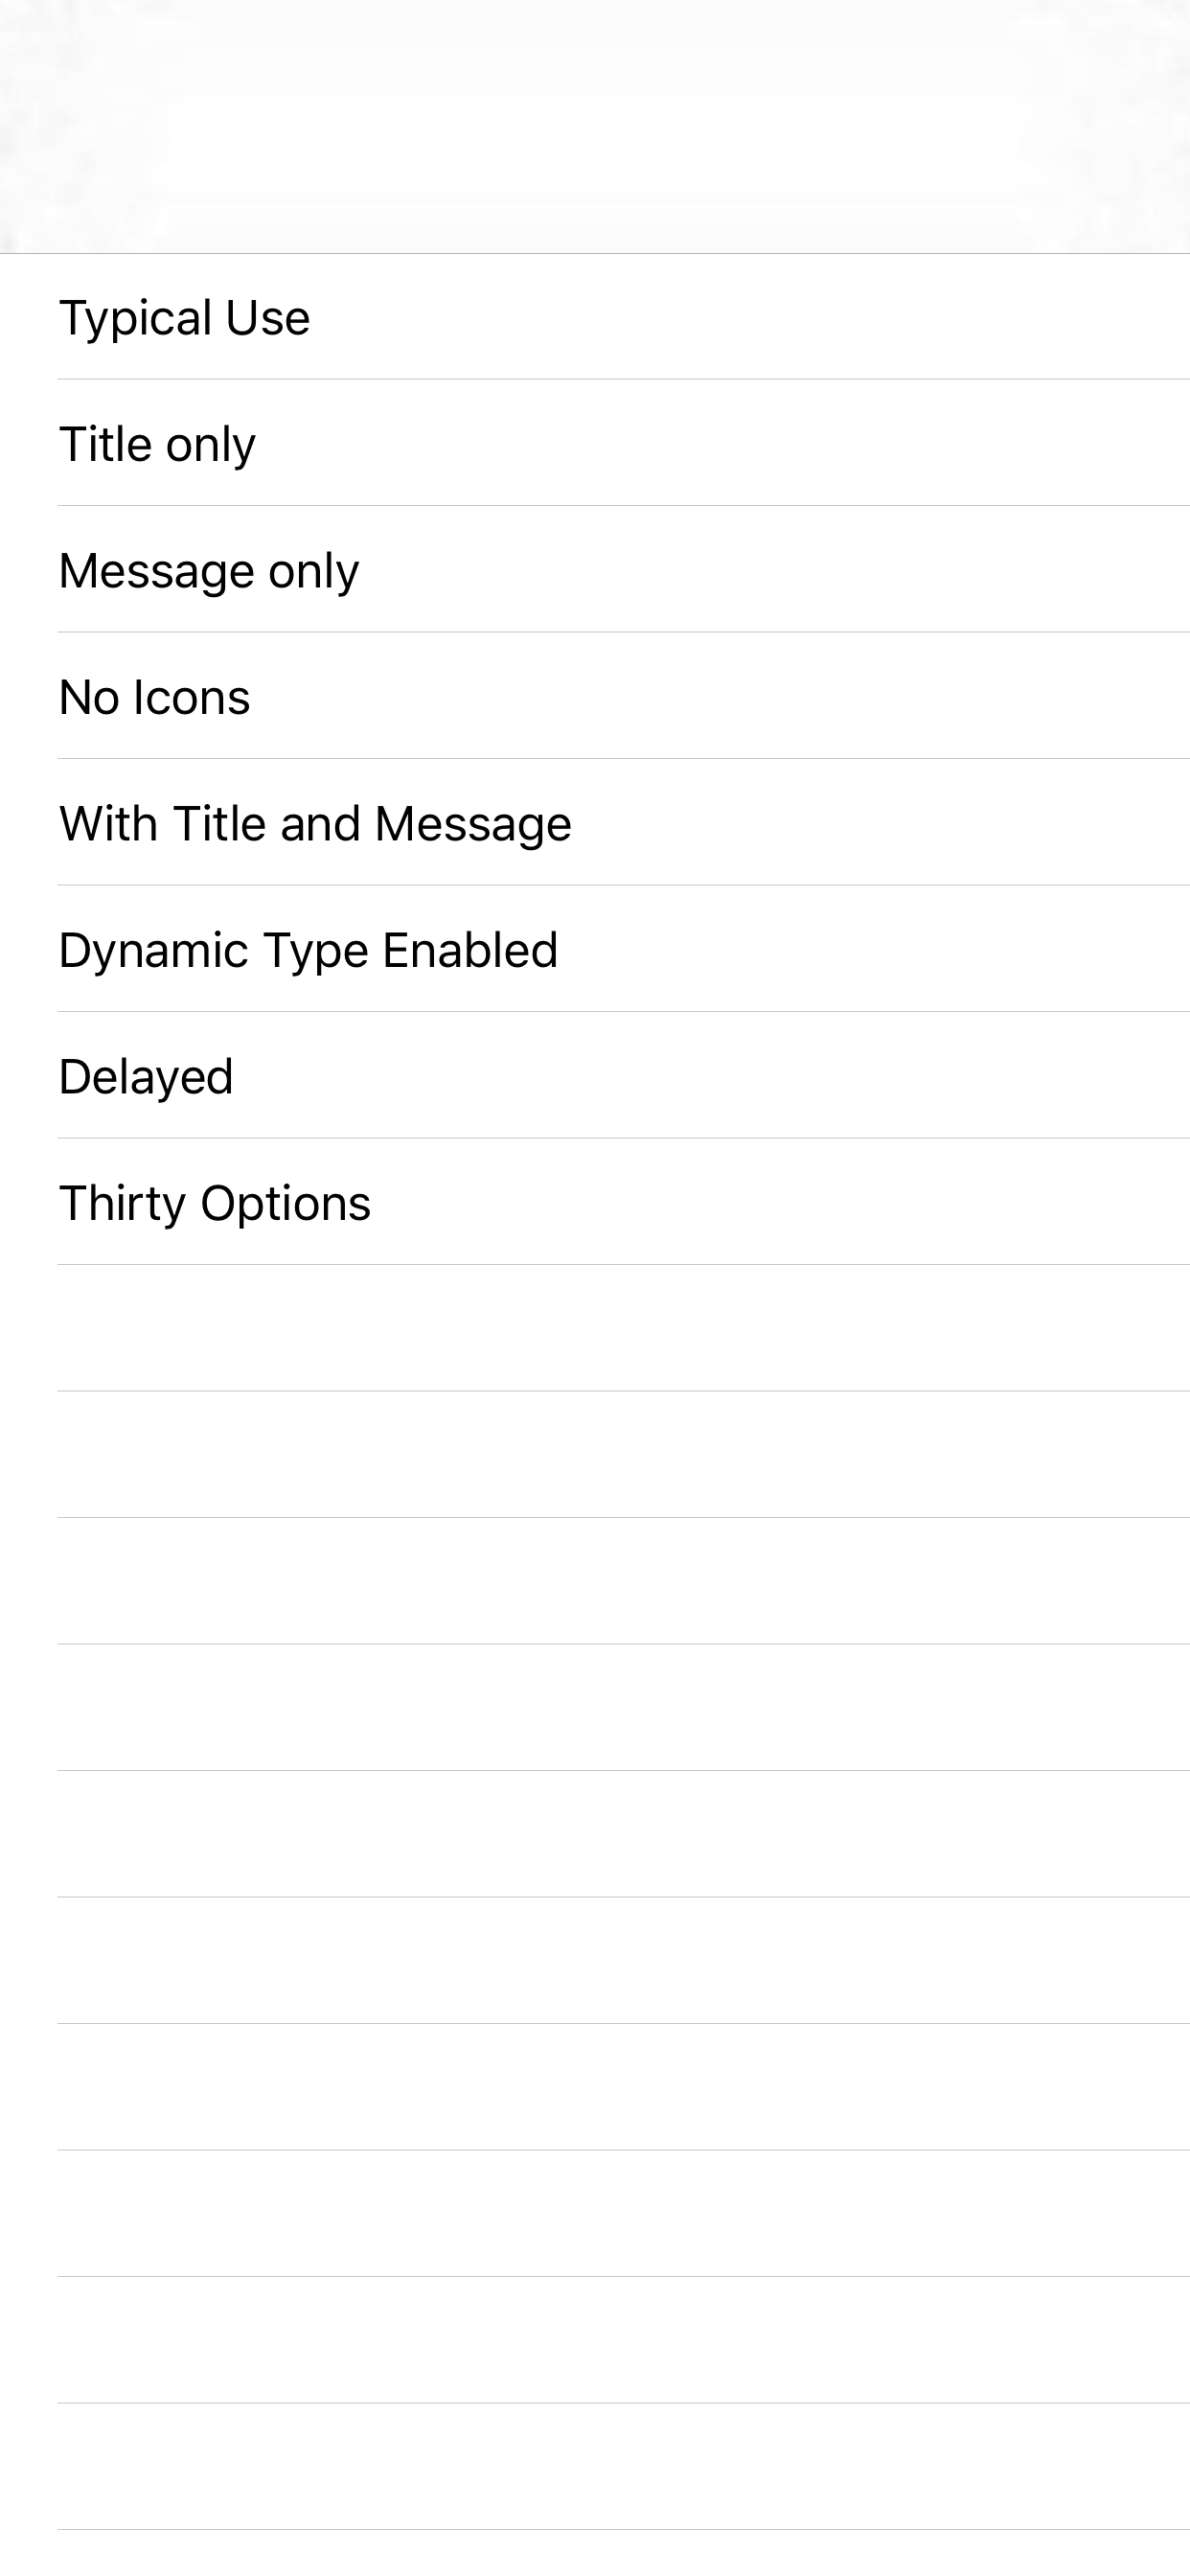 Typical Use
Title only
Message only
No Icons
With Title and Message
Dynamic Type Enabled
Delayed
Thirty Options